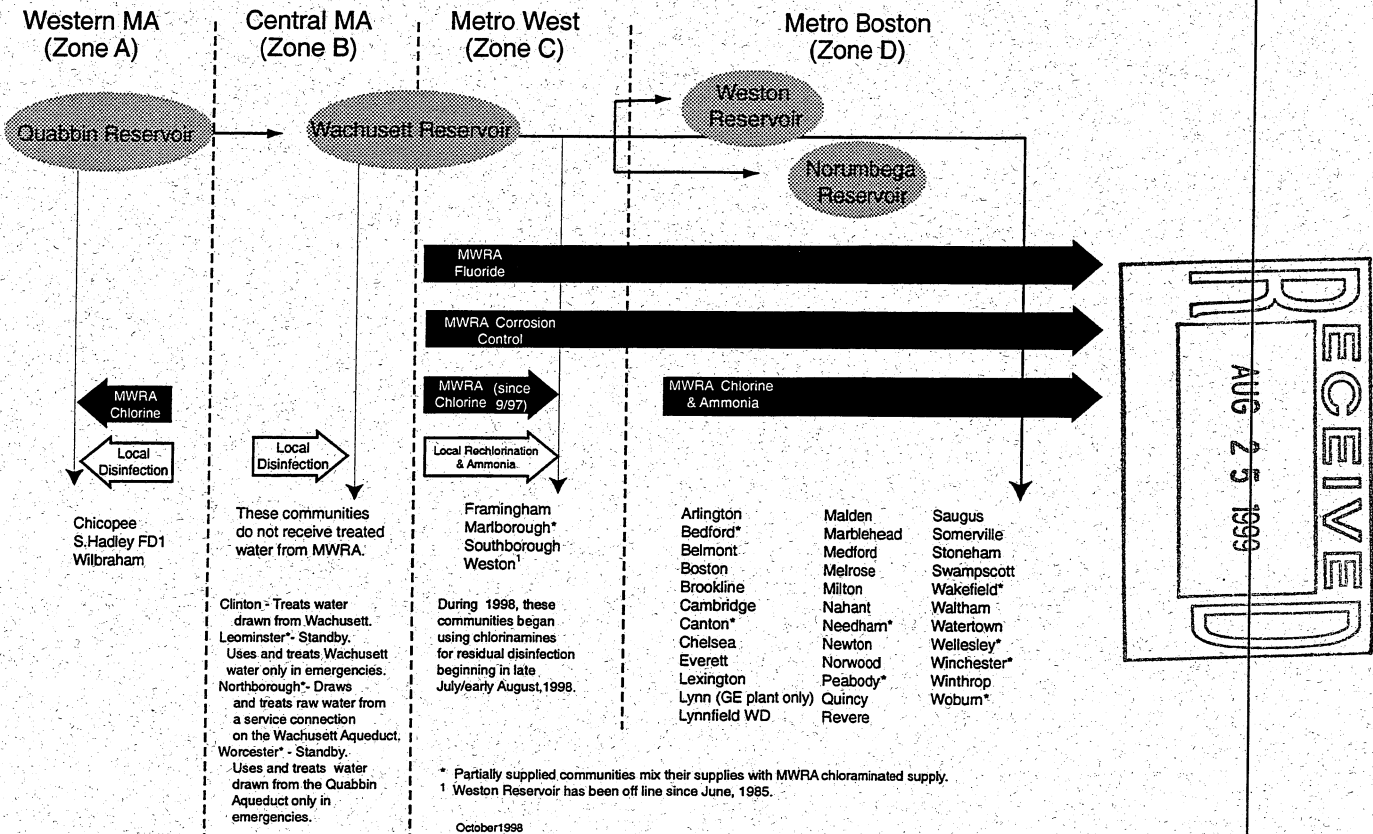 Western MA
(Zone A)
Central MA
(Zone B)
Metro West
(Zone C)
Metro Boston
(Zone D)
Quabbin Reservoir
Wachusett Reservoir
Weston
Reservoir
Norumbega
Reservoir
MWRA
Fluoride
MWRA Corrosion
Control
MWRA
Chlorine
MWRA (since
Chlorine 9/97)
MWRA Chlorine
& Ammonia
Local
Disinfection
Local
Disinfection
Local Rechlorination
& Ammonia
Chicopee
S.Hadley FD1
Wilbraham
These communities
do not receive treated
water from MWRA.
Clinton - Treats water
drawn from Wachusett.
Leominster* - Standby.
Uses and treats Wachusett
water only in emergencies.
Northborough* - Draws
and treats raw water from
a service connection
on the Wachusett Aqueduct.
Worcester* - Standby.
Uses and treats water
drawn from the Quabbin
Aqueduct only in
emergencies.
Framingham
Marlborough*
Southborough
Weston1
During 1998, these
communities began
using chlorinamines
for residual disinfection
beginning in late
July/early August,1998.
Arlington
Bedford*
Belmont
Boston
Brookline
Cambridge
Canton*
Chelsea
Everett
Lexington
Lynn (GE plant only)
Lynnfield WD
Malden
Marblehead
Medford
Melrose
Milton
Nahant
Needham*
Newton
Norwood
Peabody*
Quincy
Revere
Saugus
Somerville
Stoneham
Swampscott
Wakefield*
Waltham
Watertown
Wellesley*
Winchester*
Winthrop
Woburn*
* Partially supplied communities mix their supplies with MWRA chloraminated supply.
1 Weston Reservoir has been off line since June, 1985.
October1998
RECEIVED
AUG 25 1999